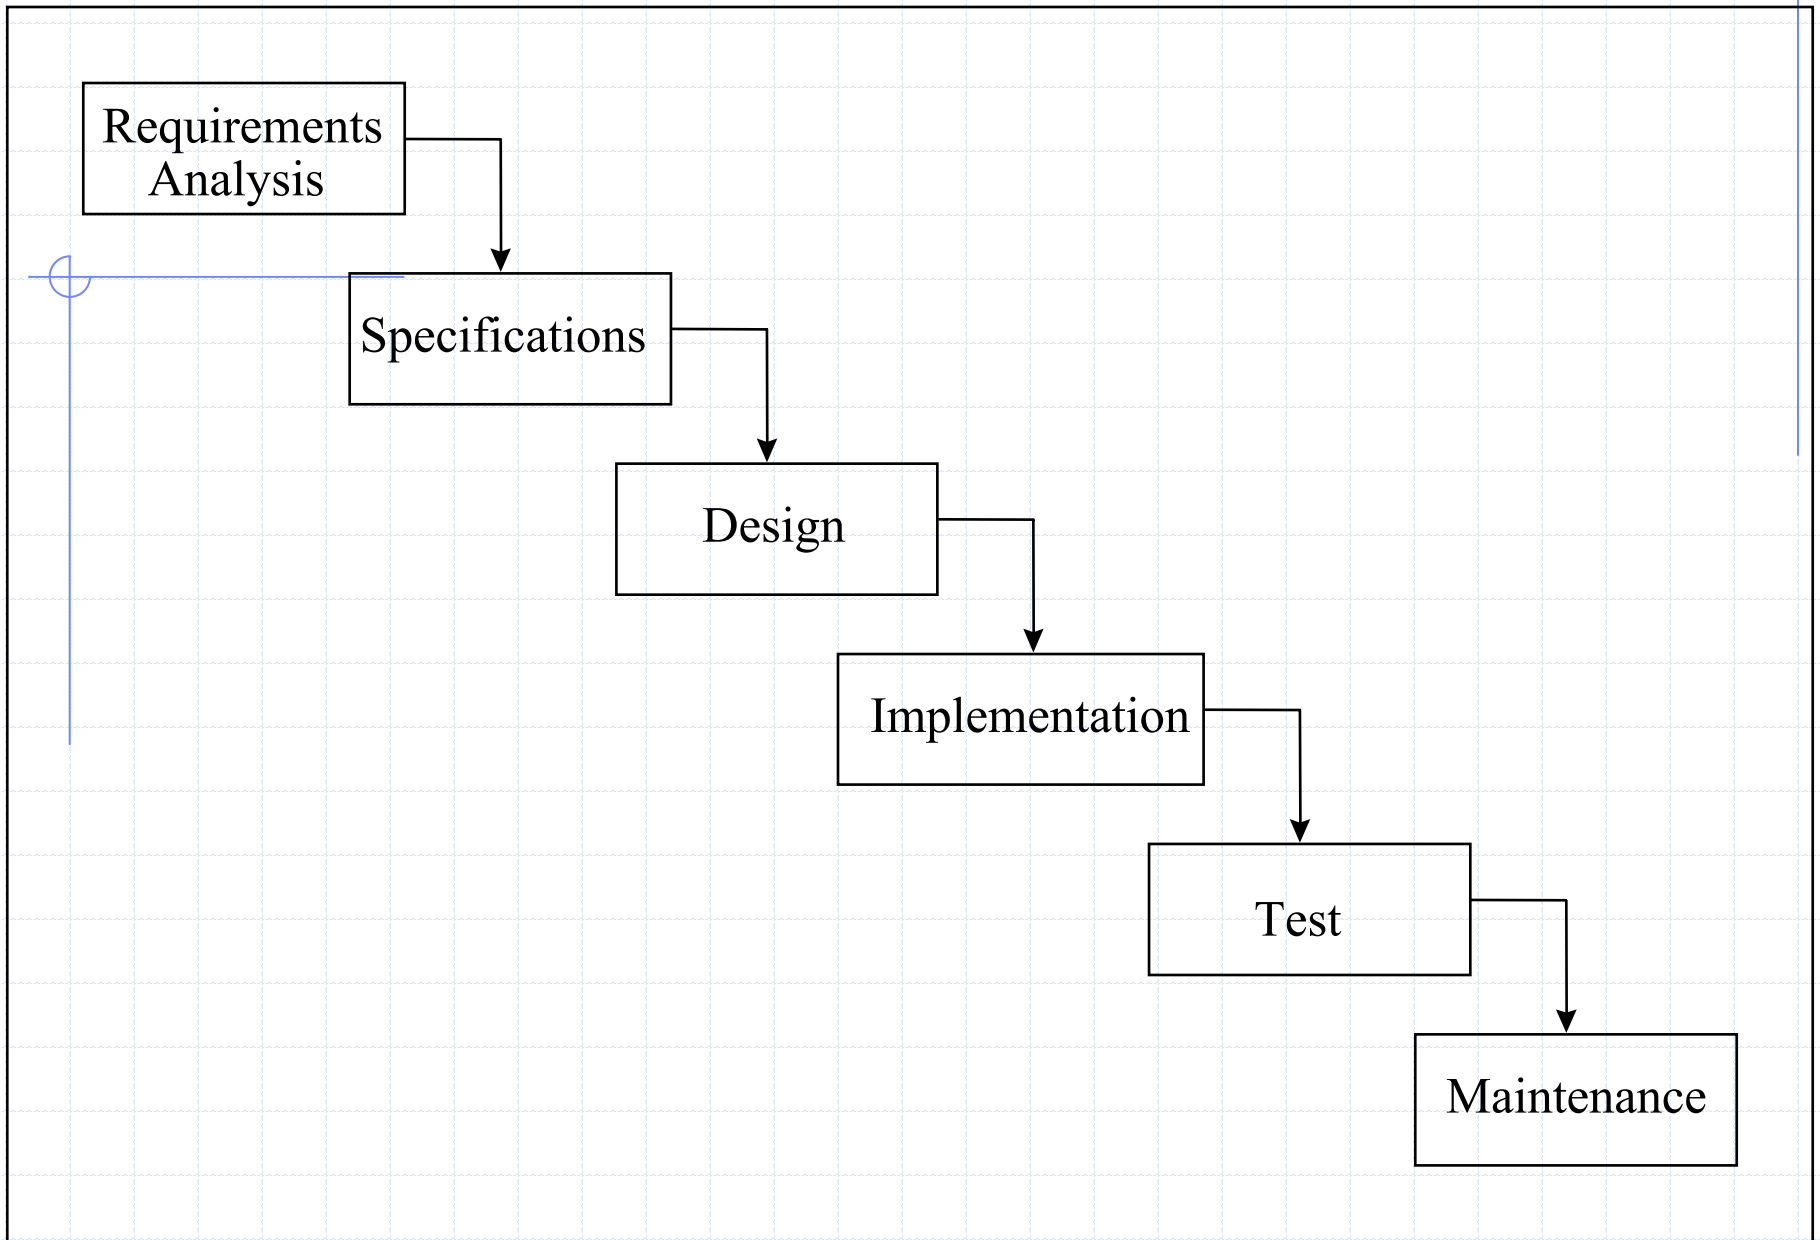 Requirements
Analysis
Specifications
Design
Implementation
Test
Maintenance